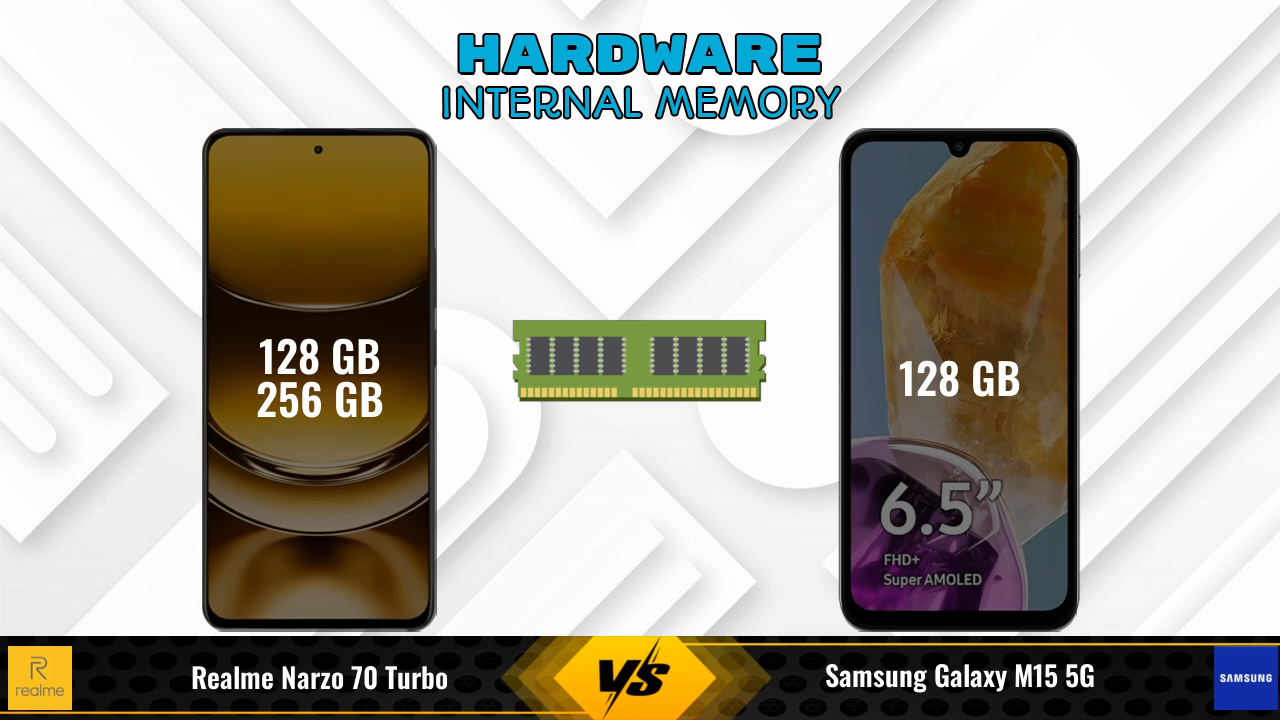 HARDWARE
INTERNAL MEMORY
128 GB
256 GB
128 GB
6.5”
FHD+
Super AMOLED
R
realme
Realme Narzo 70 Turbo
VS
Samsung Galaxy M15 5G
SAMSUNG